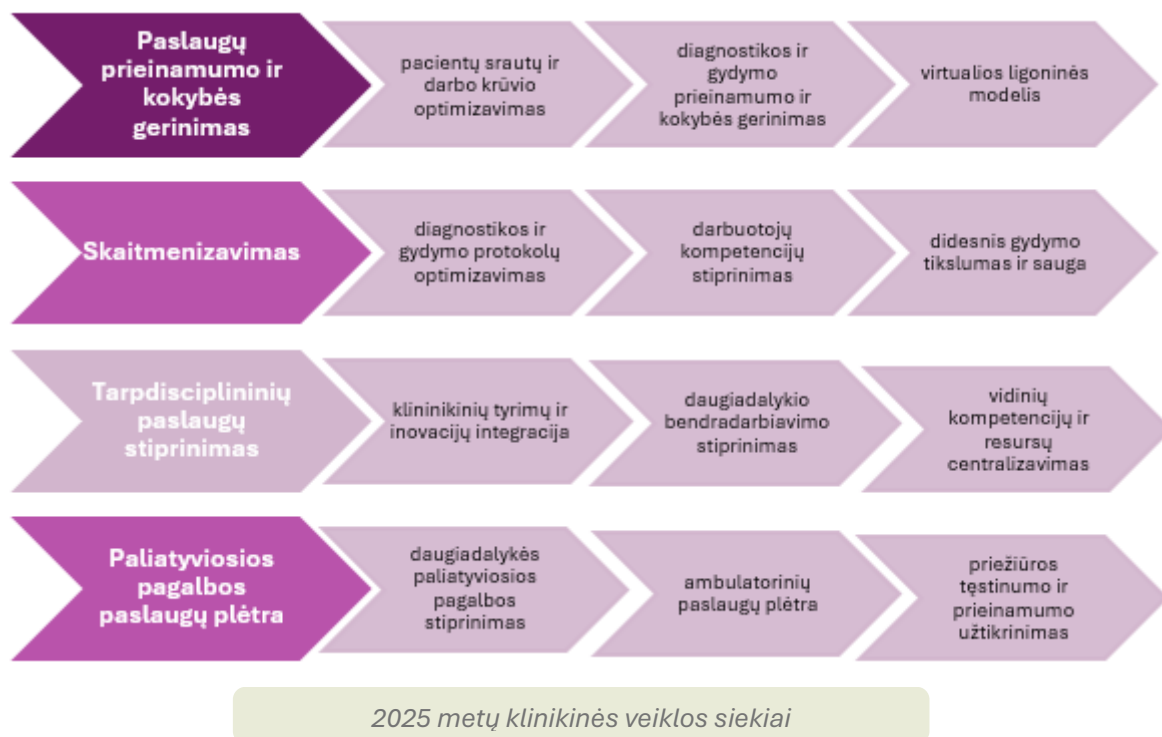 Paslaugų
prieinamumo ir
kokybės
gerinimas
pacientų srautų ir
darbo krūvio
optimizavimas
diagnostikos ir
gydymo
prieinamumo ir
kokybės gerinimas
virtualios ligoninės
modelis
Skaitmenizavimas
diagnostikos ir
gydymo protokolų
optimizavimas
darbuotojų
kompetencijų
stiprinimas
didesnis gydymo
tikslumas ir sauga
Tarpdisciplininių
paslaugų
stiprinimas
klininikinių tyrimų ir
inovacijų integracija
daugiadalykio
bendradarbiavimo
stiprinimas
vidinių
kompetencijų ir
resursų
centralizavimas
Paliatyviosios
pagalbos
paslaugų plėtra
daugiadalykės
paliatyviosios
pagalbos
stiprinimas
ambulatorinių
paslaugų plėtra
priežiūros
tęstinumo ir
prieinamumo
užtikrinimas
2025 metų klinikinės veiklos siekiai